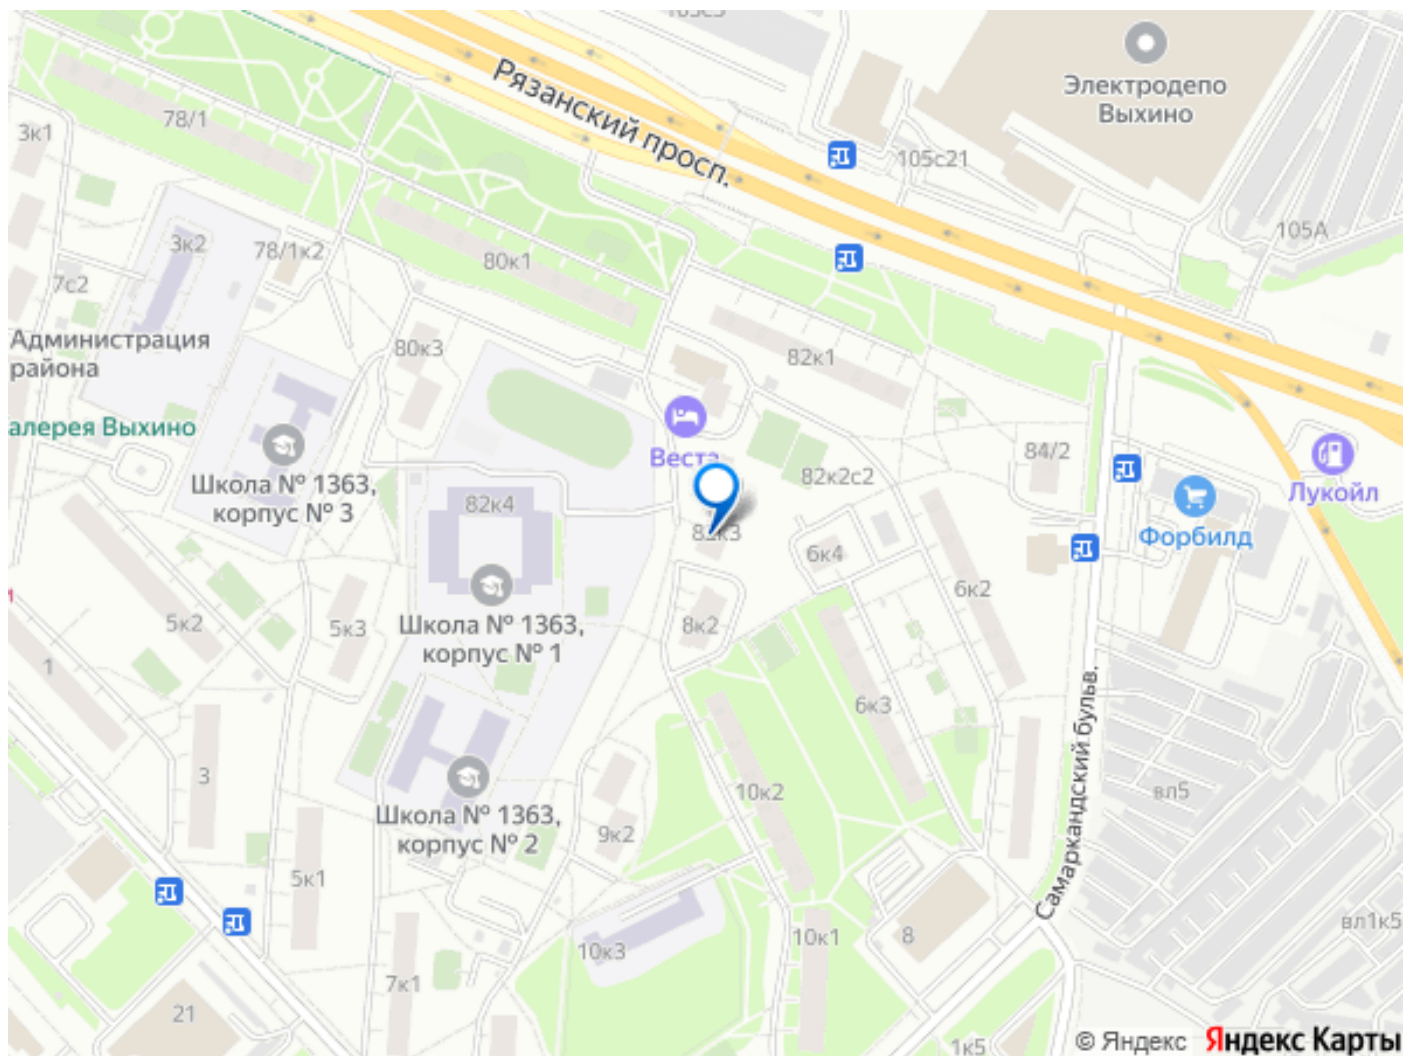 Рязанский просп.
Электродепо
Выхино
78/1
3к1
105с21
3к2
78/1к2
80к1
105А
7с2
Администрация
района
80к3
82к1
алерея Выхино
Веста
Школа № 1363,
корпус № 3
82к4
82к2с2
84/2
Лукойл
Форбилд
82к3
6к4
6к2
5к2
5к3
Школа № 1363,
корпус № 1
8к2
1
6к3
Самаркандский бульв.
3
10к2
вл5
Школа № 1363,
корпус № 2
9к2
5к1
10к3
10к1
8
вл1к5
7к1
21
1к5
© Яндекс Яндекс Карты